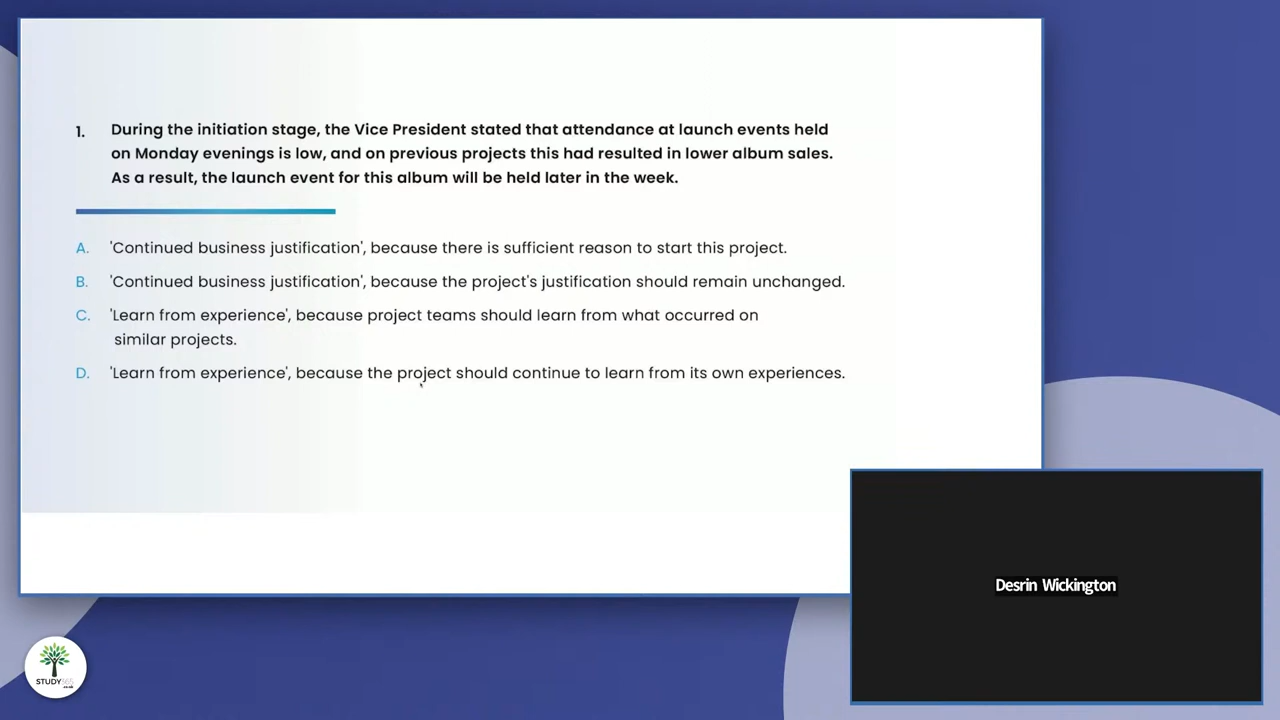 1. During the initiation stage, the Vice President stated that attendance at launch events held
on Monday evenings is low, and on previous projects this had resulted in lower album sales.
As a result, the launch event for this album will be held later in the week.
A. 'Continued business justification', because there is sufficient reason to start this project.
B. 'Continued business justification', because the project's justification should remain unchanged.
C. 'Learn from experience', because project teams should learn from what occurred on
similar projects.
D. 'Learn from experience', because the project should continue to learn from its own experiences.
Desrin Wickington
STUDY365
.co.uk